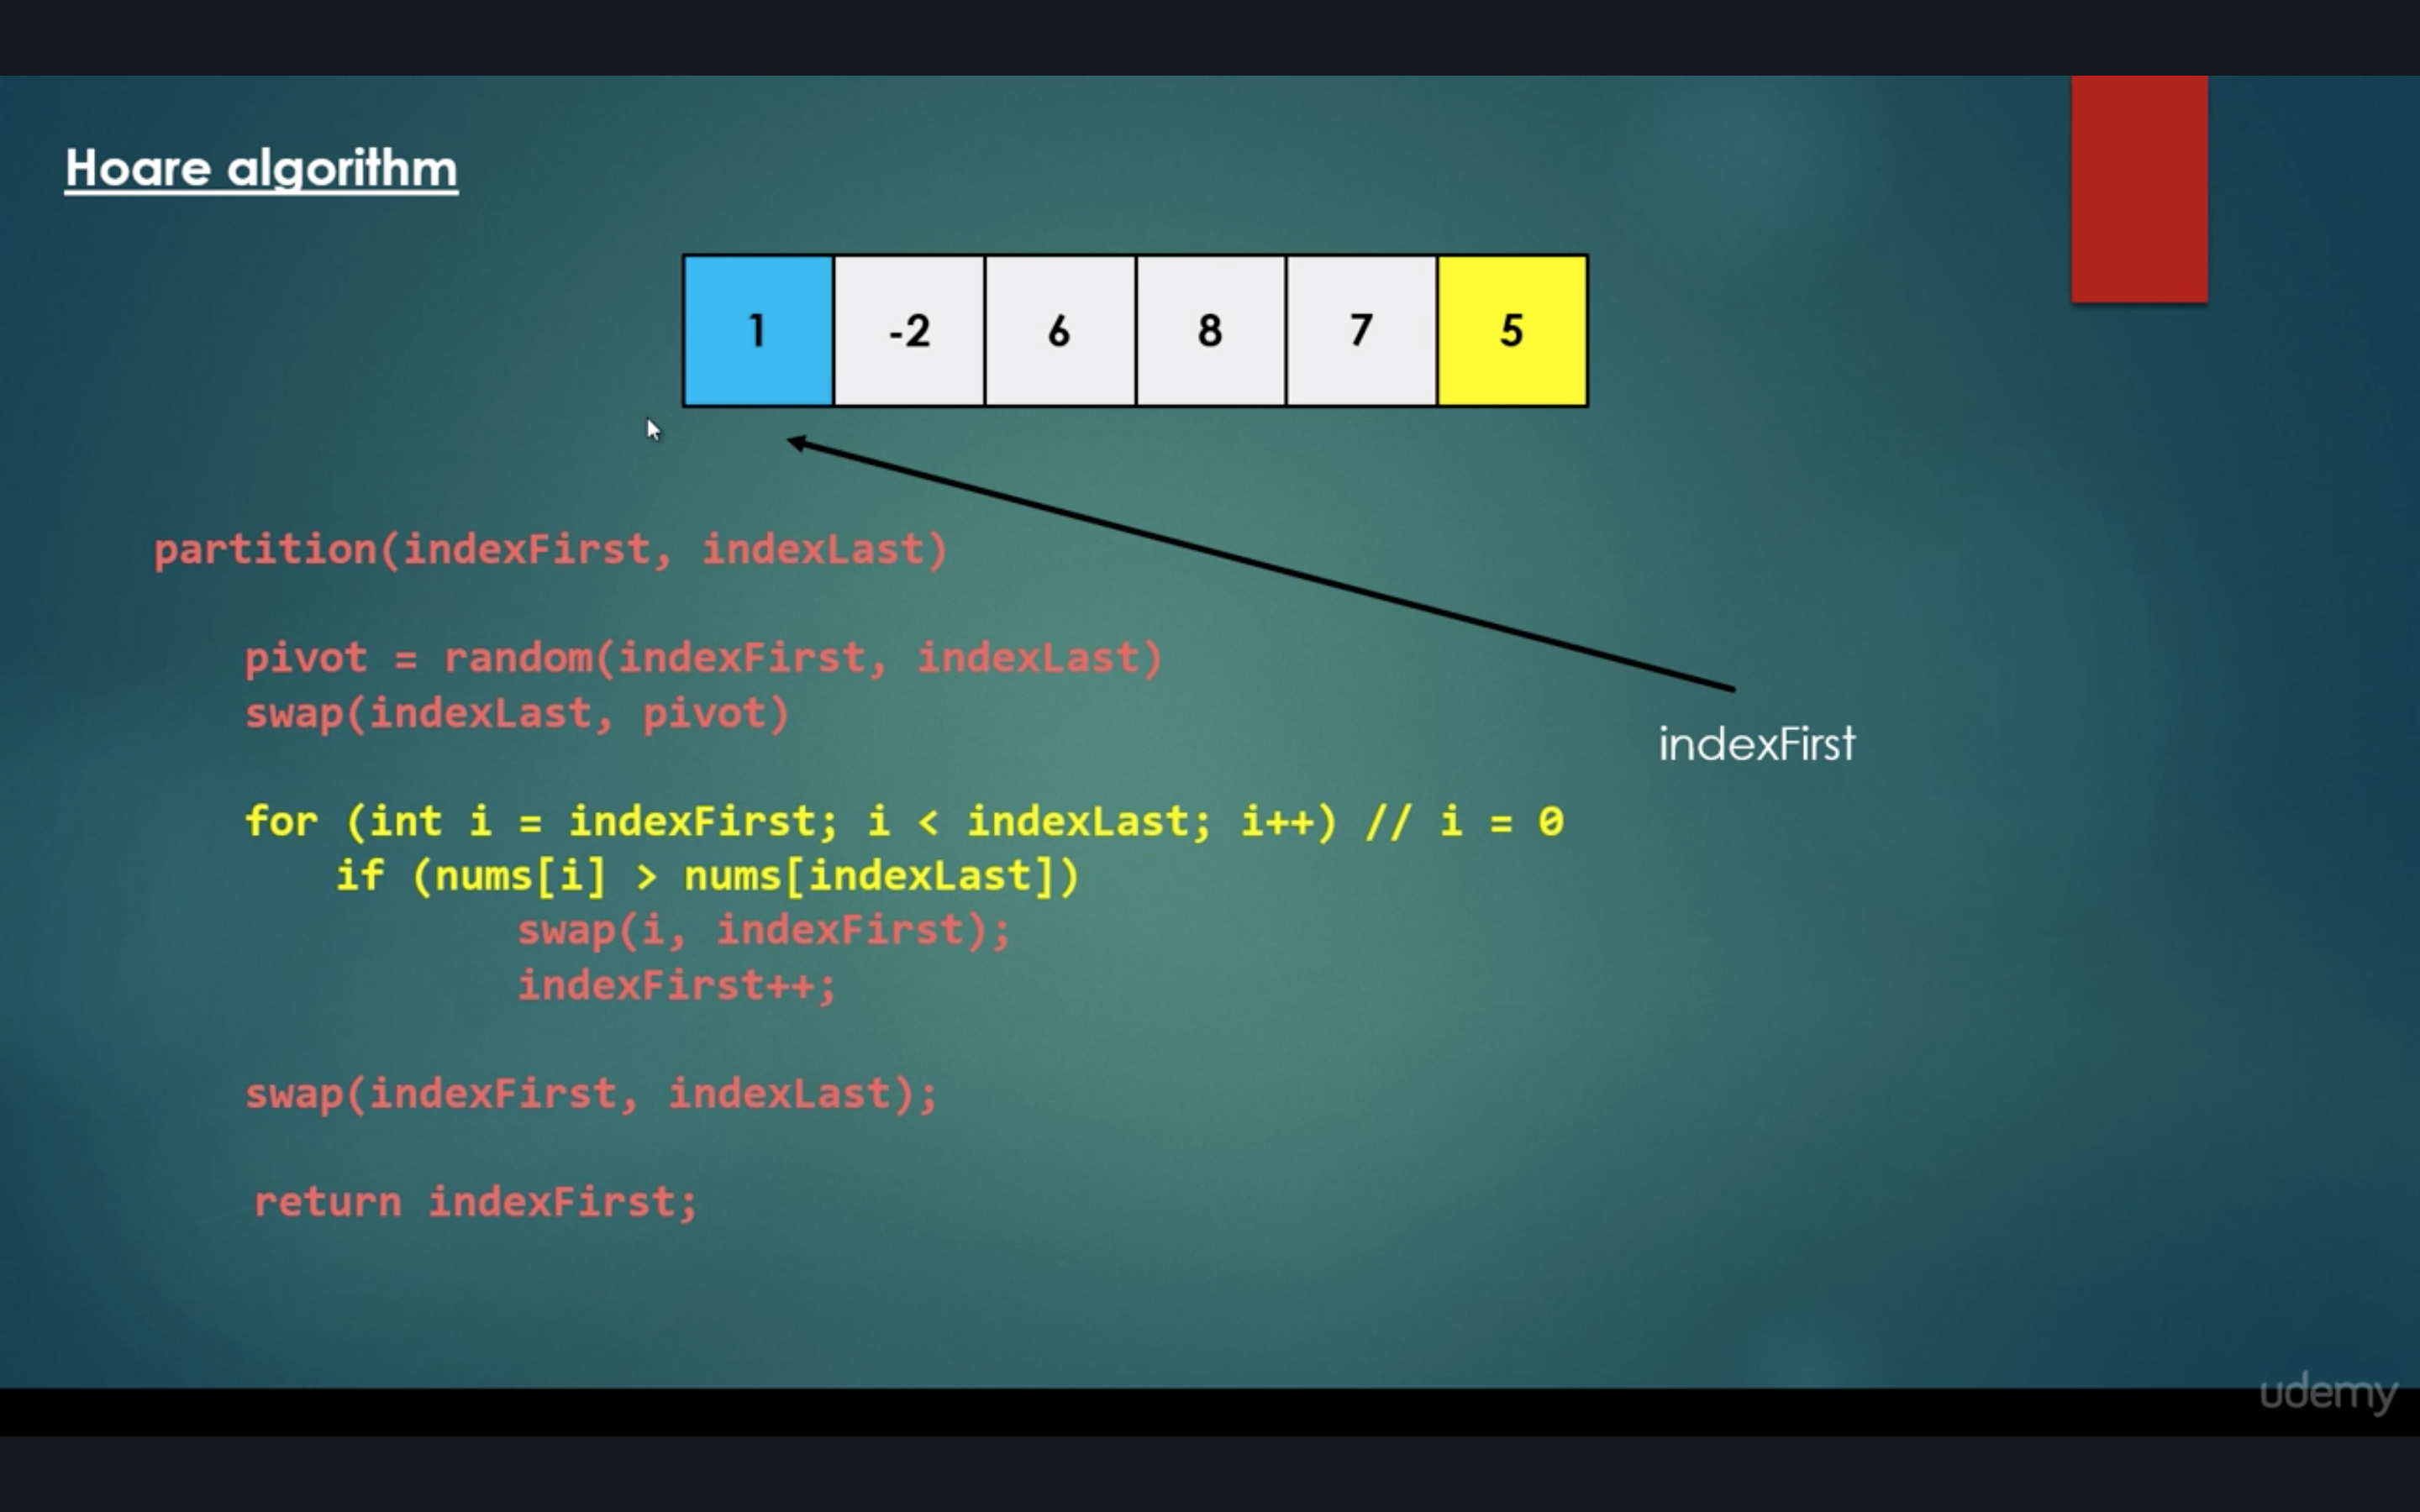 Hoare algorithm
1 -2 6 8 7 5
partition(indexFirst, indexLast)
pivot = random(indexFirst, indexLast)
swap(indexLast, pivot)
indexFirst
for (int i = indexFirst; i < indexLast; i++) // i = 0
if (nums[i] > nums[indexLast])
swap(i, indexFirst);
indexFirst++;
swap(indexFirst, indexLast);
return indexFirst;
udemy